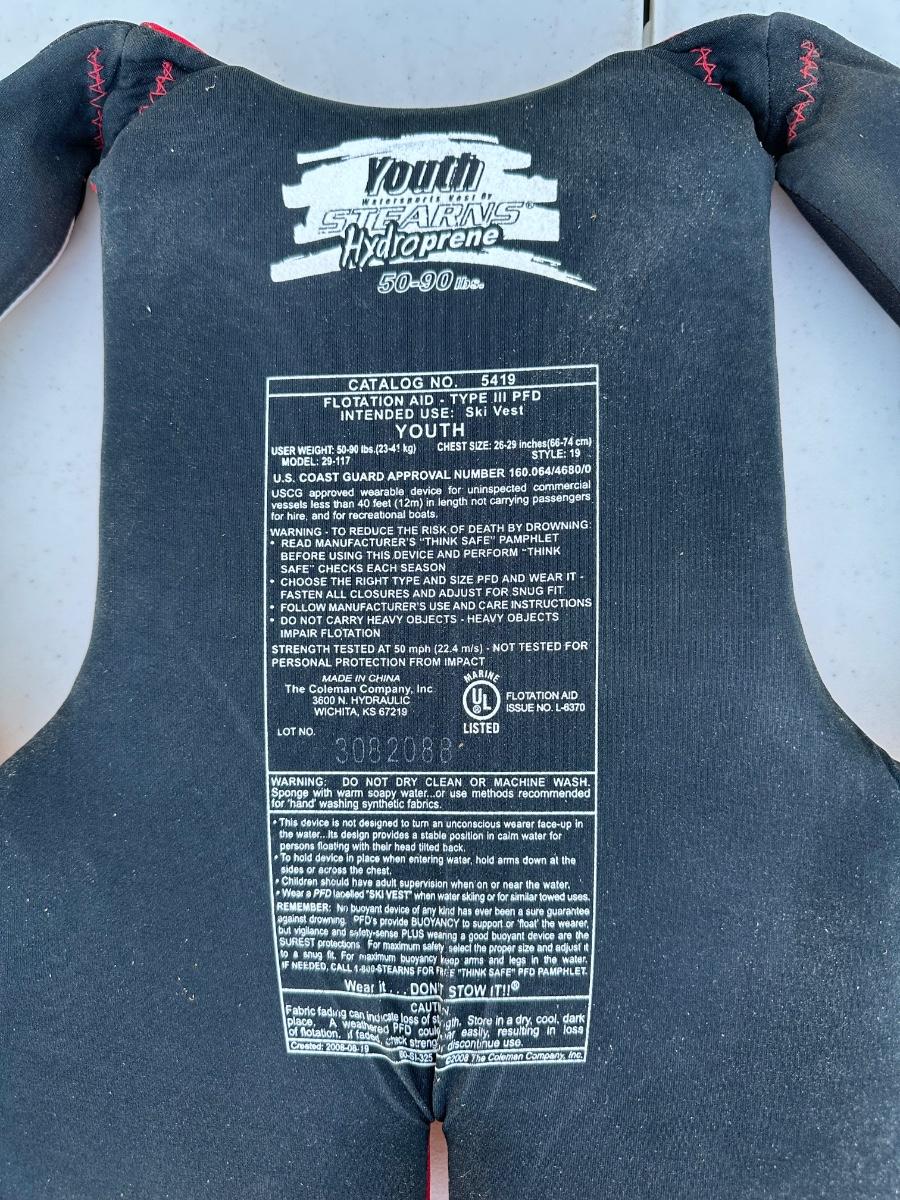 Youth
Watersports Vest By
STEARNS®
Hydroprene
50-90 lbs.
CATALOG NO. 5419
FLOTATION AID - TYPE III PFD
INTENDED USE: Ski Vest
YOUTH
USER WEIGHT: 50-90 lbs.(23-41 kg) CHEST SIZE: 26-29 inches(66-74 cm)
MODEL: 29-117 STYLE: 19
U.S. COAST GUARD APPROVAL NUMBER 160.064/4680/0
USCG approved wearable device for uninspected commercial
vessels less than 40 feet (12m) in length not carrying passengers
for hire, and for recreational boats.
WARNING - TO REDUCE THE RISK OF DEATH BY DROWNING:
• READ MANUFACTURER'S "THINK SAFE" PAMPHLET
BEFORE USING THIS DEVICE AND PERFORM "THINK
SAFE" CHECKS EACH SEASON
• CHOOSE THE RIGHT TYPE AND SIZE PFD AND WEAR IT -
FASTEN ALL CLOSURES AND ADJUST FOR SNUG FIT
• FOLLOW MANUFACTURER'S USE AND CARE INSTRUCTIONS
• DO NOT CARRY HEAVY OBJECTS - HEAVY OBJECTS
IMPAIR FLOTATION
STRENGTH TESTED AT 50 mph (22.4 m/s) - NOT TESTED FOR
PERSONAL PROTECTION FROM IMPACT
MADE IN CHINA
The Coleman Company, Inc
3600 N. HYDRAULIC
WICHITA, KS 67219
MARINE
UL®
LISTED
FLOTATION AID
ISSUE NO. L-6370
LOT NO.
3082088
WARNING: DO NOT DRY CLEAN OR MACHINE WASH.
Sponge with warm soapy water...or use methods recommended
for 'hand' washing synthetic fabrics.
• This device is not designed to turn an unconscious wearer face-up in
the water...Its design provides a stable position in calm water for
persons floating with their head tilted back.
• To hold device in place when entering water, hold arms down at the
sides or across the chest.
• Children should have adult supervision when on or near the water.
• Wear a PFD labelled "SKI VEST" when water skiing or for similar towed uses.
REMEMBER: No buoyant device of any kind has ever been a sure guarantee
against drowning. PFD's provide BUOYANCY to support or 'float' the wearer,
but vigilance and safety-sense PLUS wearing a good buoyant device are the
SUREST protections. For maximum safety select the proper size and adjust it
to a snug fit. For maximum buoyancy keep arms and legs in the water.
IF NEEDED, CALL 1-800-STEARNS FOR FREE "THINK SAFE" PFD PAMPHLET.
Wear it . . . DON'T STOW IT!!®
CAUTION
Fabric fading can indicate loss of strength. Store in a dry, cool, dark
place. A weathered PFD could tear easily, resulting in loss
of flotation. If faded, check strength, discontinue use.
Created: 2008-08-19 ©2008 The Coleman Company, Inc.